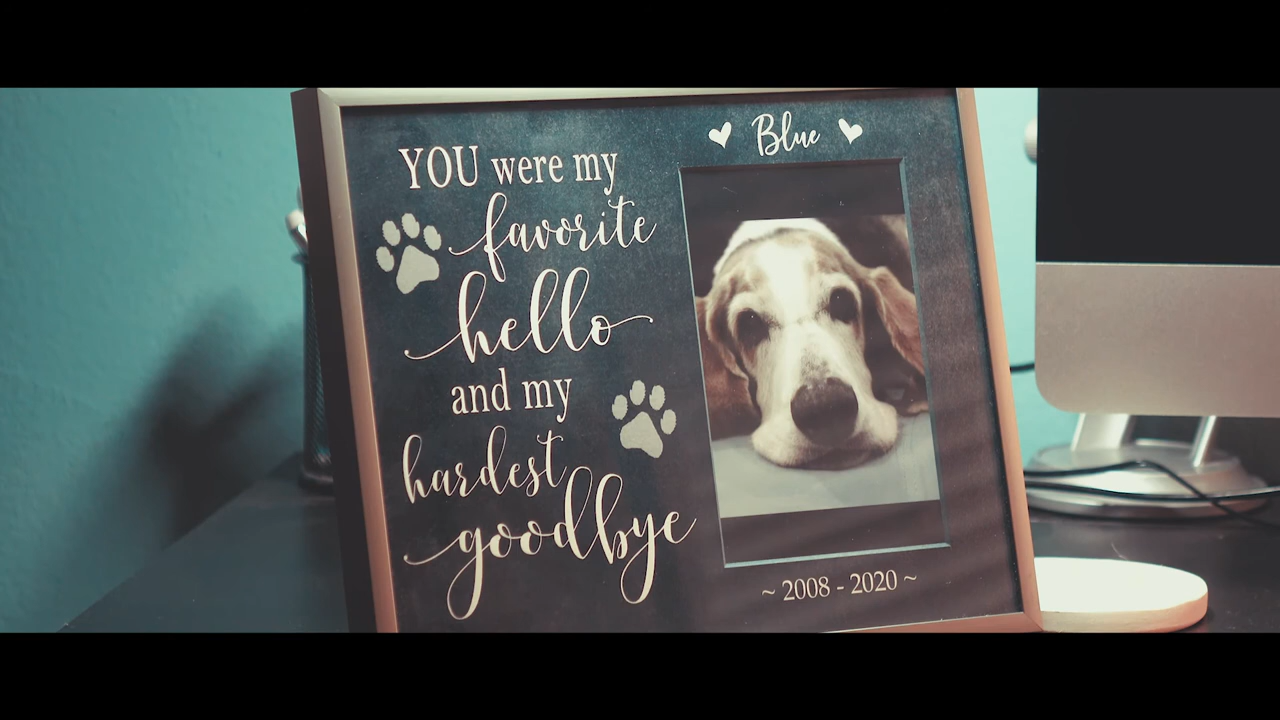 YOU were my
favorite
hello
and my
hardest
goodbye
Blue
~ 2008 - 2020 ~